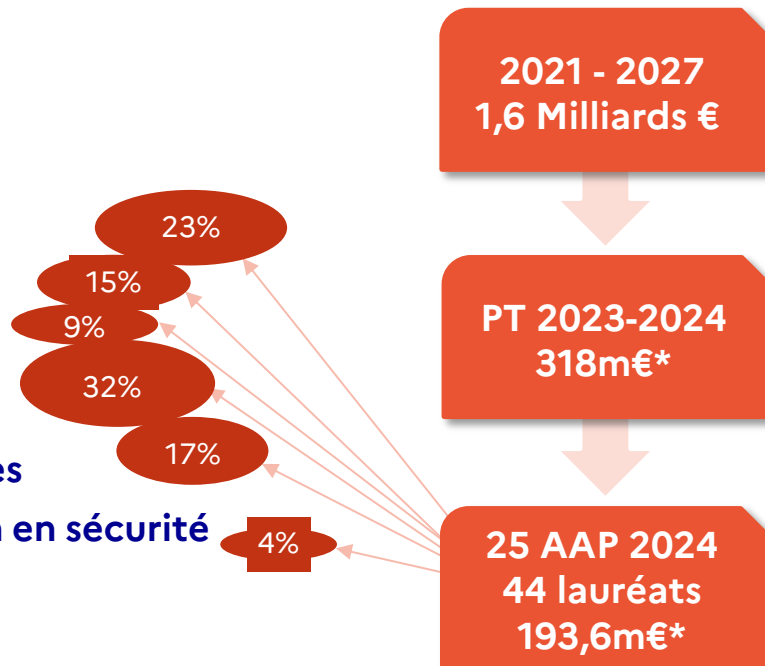 2021 - 2027
1,6 Milliards €
23%
15%
9%
PT 2023-2024
318m€*
32%
17%
en sécurité
4%
25 AAP 2024
44 lauréats
193,6m€*